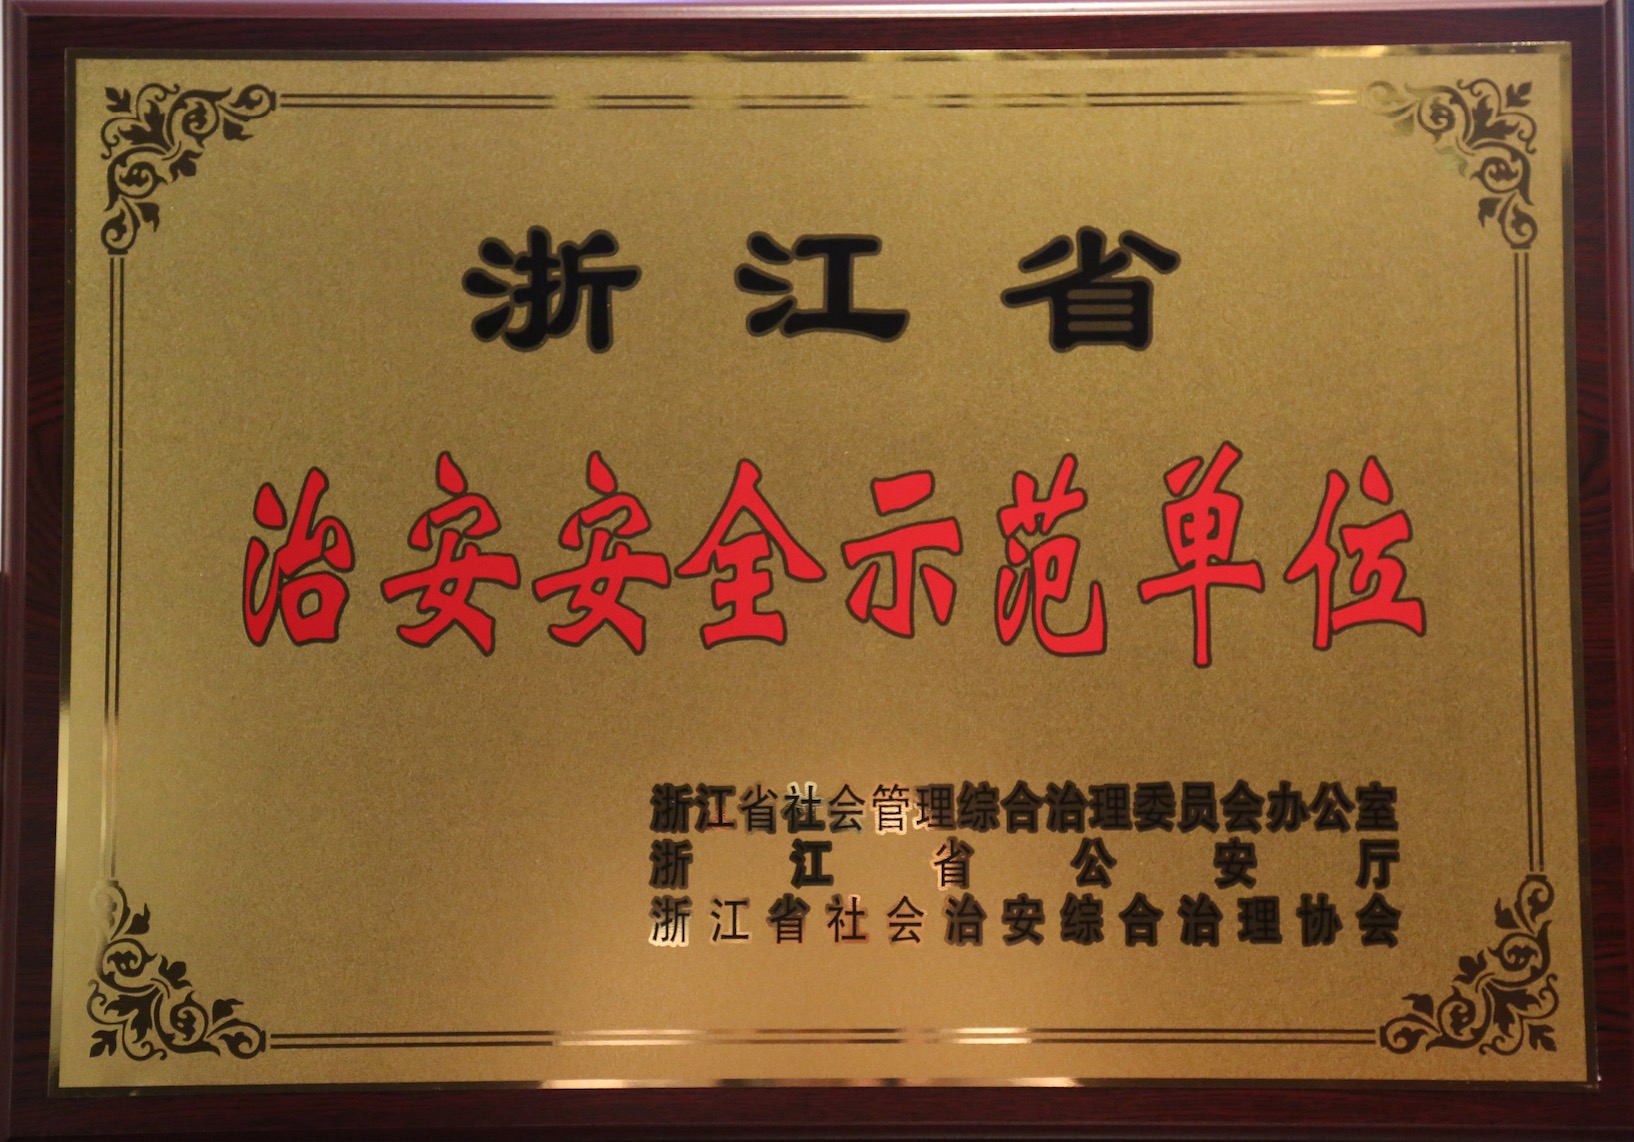 浙江省
治安安全示范单位
浙江省社会管理综合治理委员会办公室
浙江省公安厅
浙江省社会治安综合治理协会